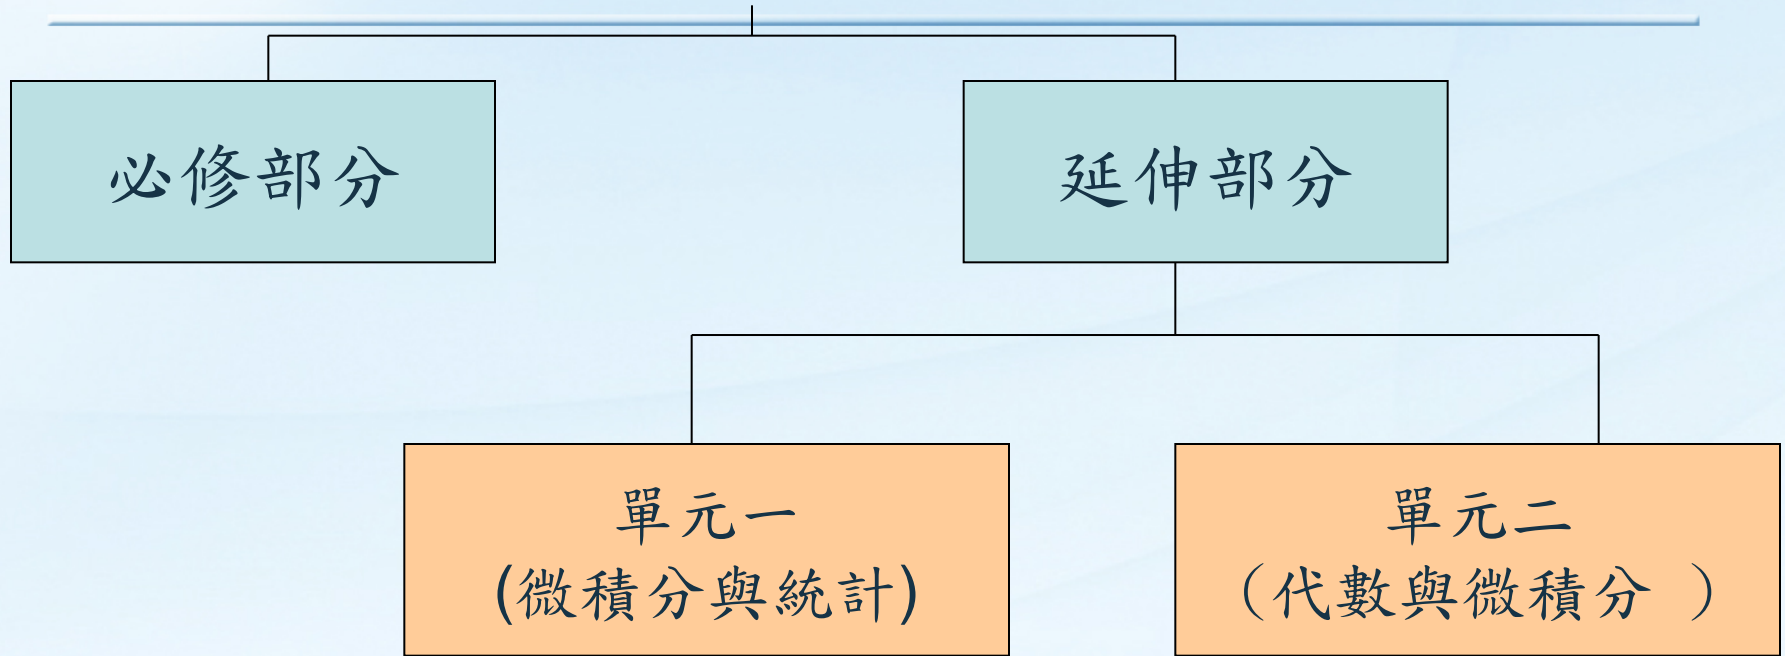 必修部分
延伸部分
單元一
(微積分與統計)
單元二
（代數與微積分 ）